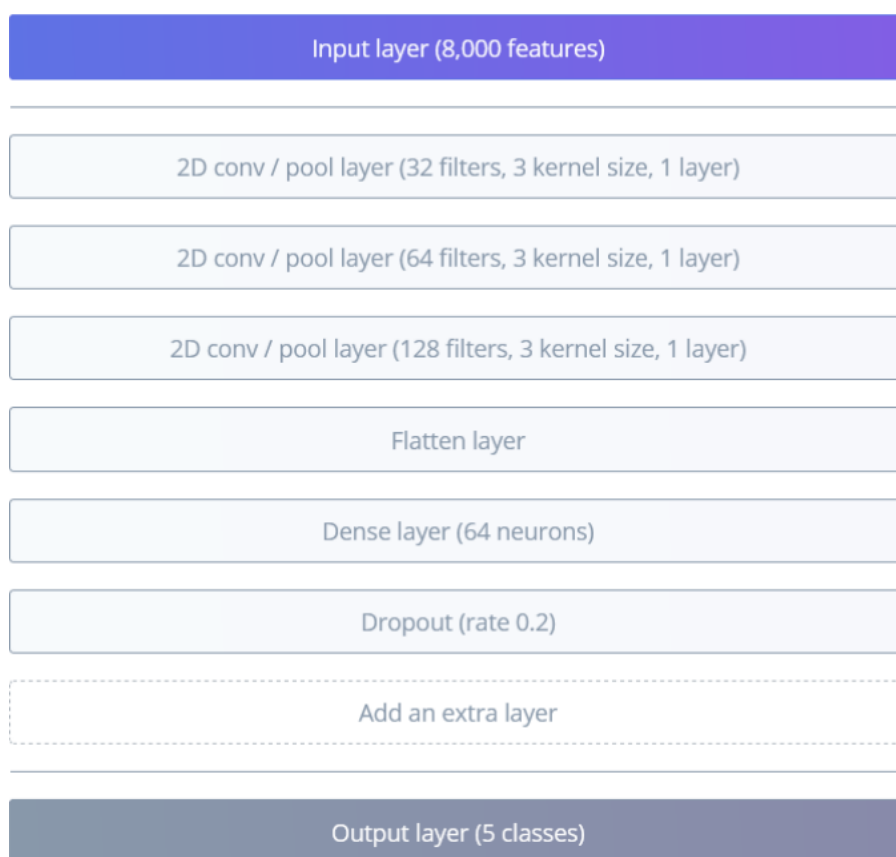 Input layer (8,000 features)
2D conv / pool layer (32 filters, 3 kernel size, 1 layer)
2D conv / pool layer (64 filters, 3 kernel size, 1 layer)
2D conv / pool layer (128 filters, 3 kernel size, 1 layer)
Flatten layer
Dense layer (64 neurons)
Dropout (rate 0.2)
Add an extra layer
Output layer (5 classes)